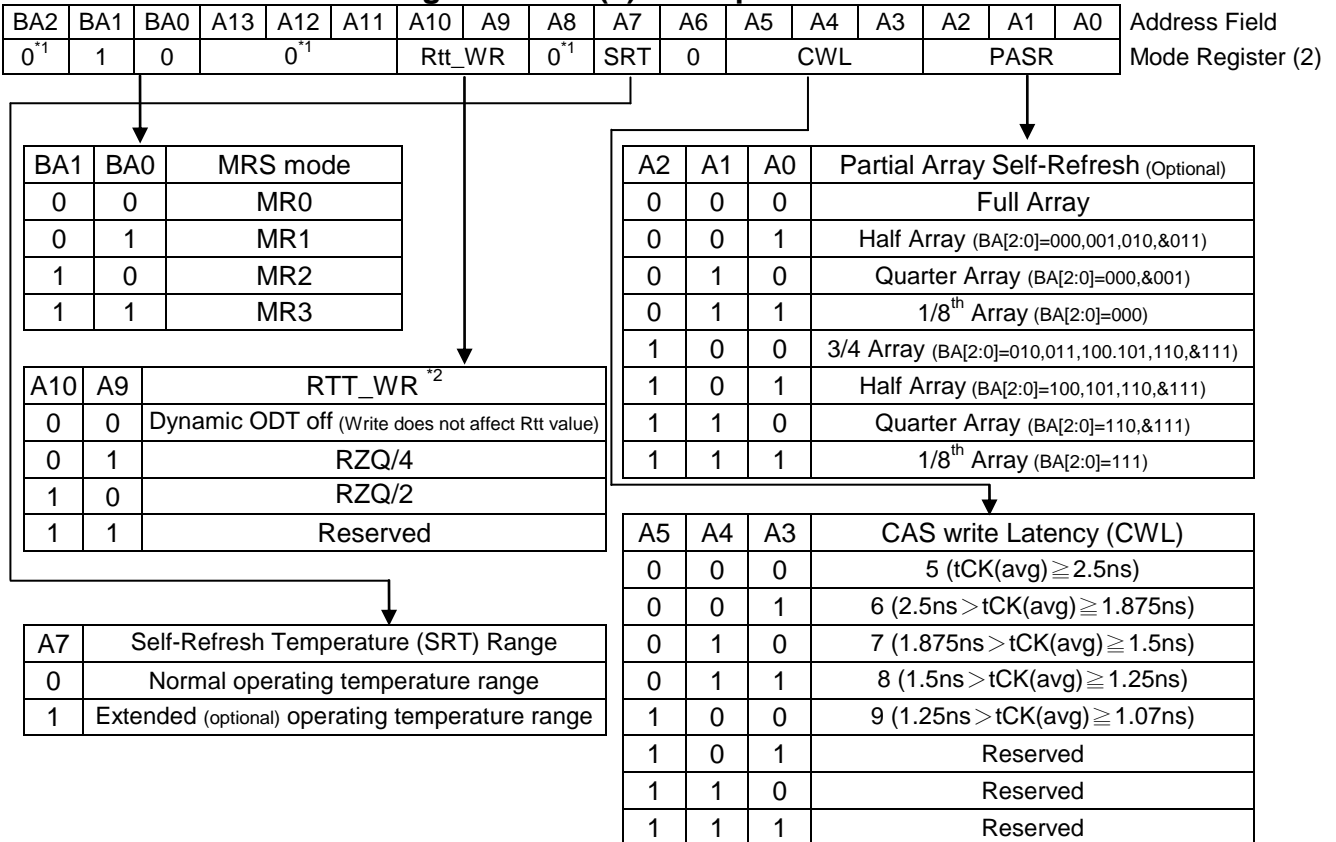 BA2 BA1 BA0 A13 A12 A11 A10 A9 A8 A7 A6 A5 A4 A3 A2 A1 A0 Address Field
0*1 1 0 0*1 Rtt_WR 0*1 SRT 0 CWL PASR Mode Register (2)
BA1 BA0 MRS mode
0 0 MR0
0 1 MR1
1 0 MR2
1 1 MR3
A10 A9 RTT_WR *2
0 0 Dynamic ODT off (Write does not affect Rtt value)
0 1 RZQ/4
1 0 RZQ/2
1 1 Reserved
A7 Self-Refresh Temperature (SRT) Range
0 Normal operating temperature range
1 Extended (optional) operating temperature range
A2 A1 A0 Partial Array Self-Refresh (Optional)
0 0 0 Full Array
0 0 1 Half Array (BA[2:0]=000,001,010,&011)
0 1 0 Quarter Array (BA[2:0]=000,&001)
0 1 1 1/8th Array (BA[2:0]=000)
1 0 0 3/4 Array (BA[2:0]=010,011,100.101,110,&111)
1 0 1 Half Array (BA[2:0]=100,101,110,&111)
1 1 0 Quarter Array (BA[2:0]=110,&111)
1 1 1 1/8th Array (BA[2:0]=111)
A5 A4 A3 CAS write Latency (CWL)
0 0 0 5 (tCK(avg)≧2.5ns)
0 0 1 6 (2.5ns>tCK(avg)≧1.875ns)
0 1 0 7 (1.875ns>tCK(avg)≧1.5ns)
0 1 1 8 (1.5ns>tCK(avg)≧1.25ns)
1 0 0 9 (1.25ns>tCK(avg)≧1.07ns)
1 0 1 Reserved
1 1 0 Reserved
1 1 1 Reserved